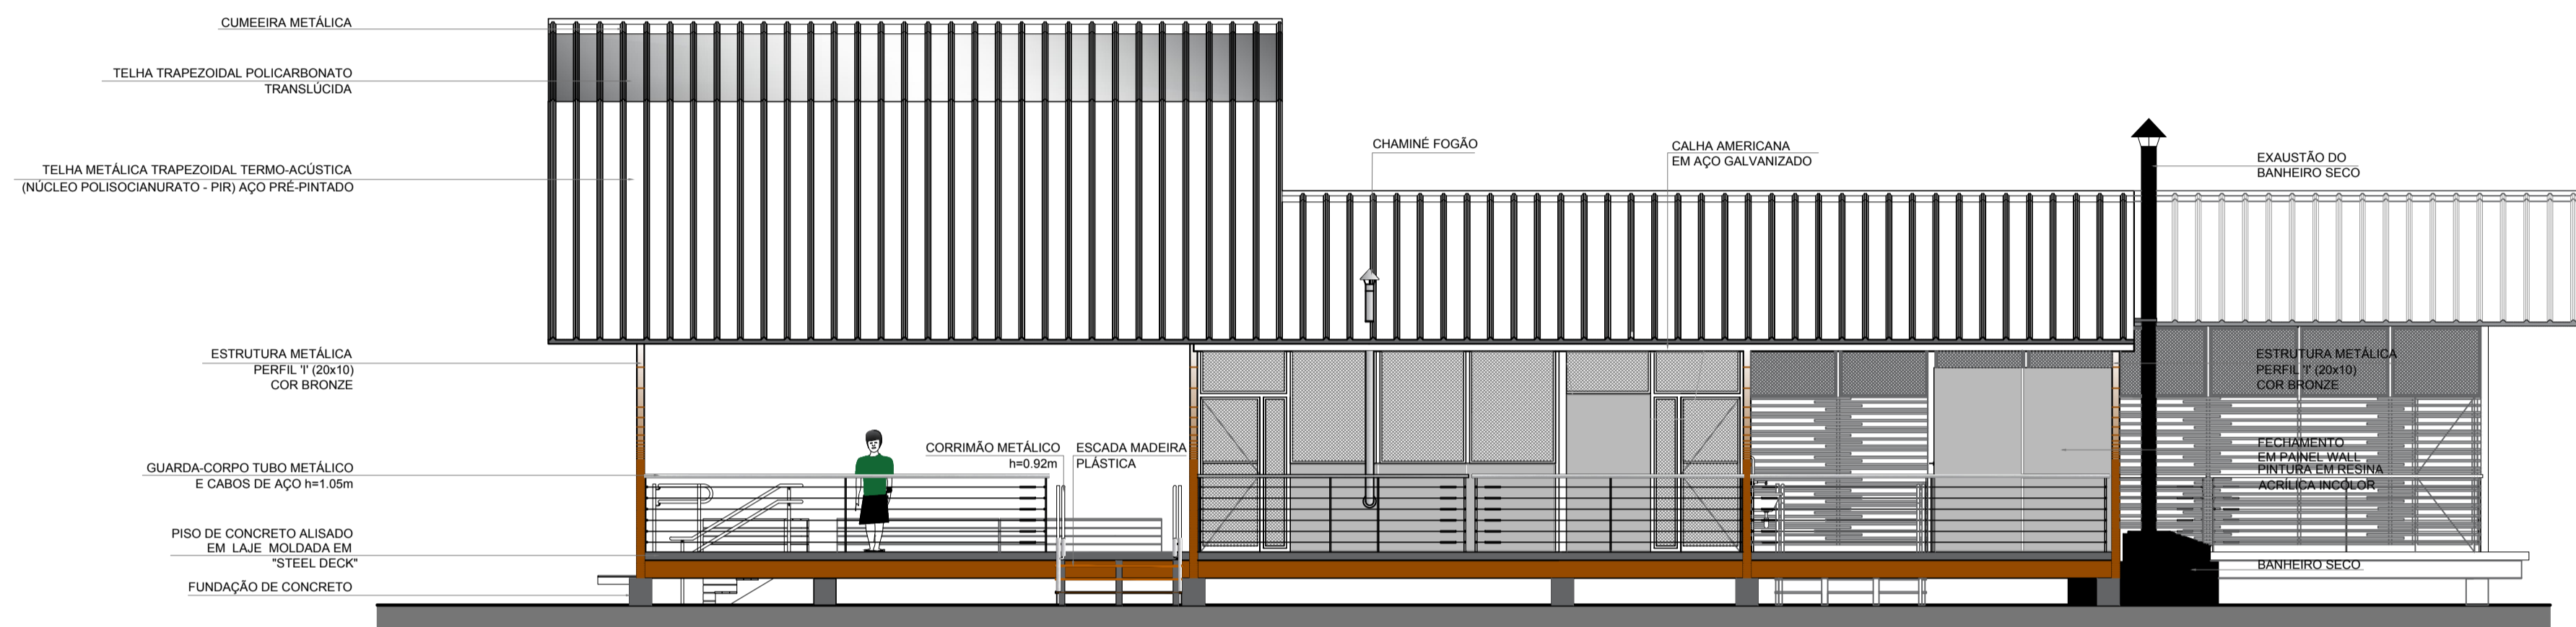 CUMEEIRA METÁLICA
TELHA TRAPEZOIDAL POLICARBONATO
TRANSLÚCIDA
TELHA METÁLICA TRAPEZOIDAL TERMO-ACÚSTICA
(NÚCLEO POLISOCIANURATO - PIR) AÇO PRÉ-PINTADO
ESTRUTURA METÁLICA
PERFIL 'I' (20x10)
COR BRONZE
GUARDA-CORPO TUBO METÁLICO
E CABOS DE AÇO h=1.05m
PISO DE CONCRETO ALISADO
EM LAJE MOLDADA EM
"STEEL DECK"
FUNDAÇÃO DE CONCRETO
CORRIMÃO METÁLICO
h=0.92m
ESCADA MADEIRA
PLÁSTICA
CHAMINÉ FOGÃO
CALHA AMERICANA
EM AÇO GALVANIZADO
EXAUSTÃO DO
BANHEIRO SECO
ESTRUTURA METÁLICA
PERFIL 'I' (20x10)
COR BRONZE
FECHAMENTO
EM PAINEL WALL
PINTURA EM RESINA
ACRÍLICA INCOLOR
BANHEIRO SECO